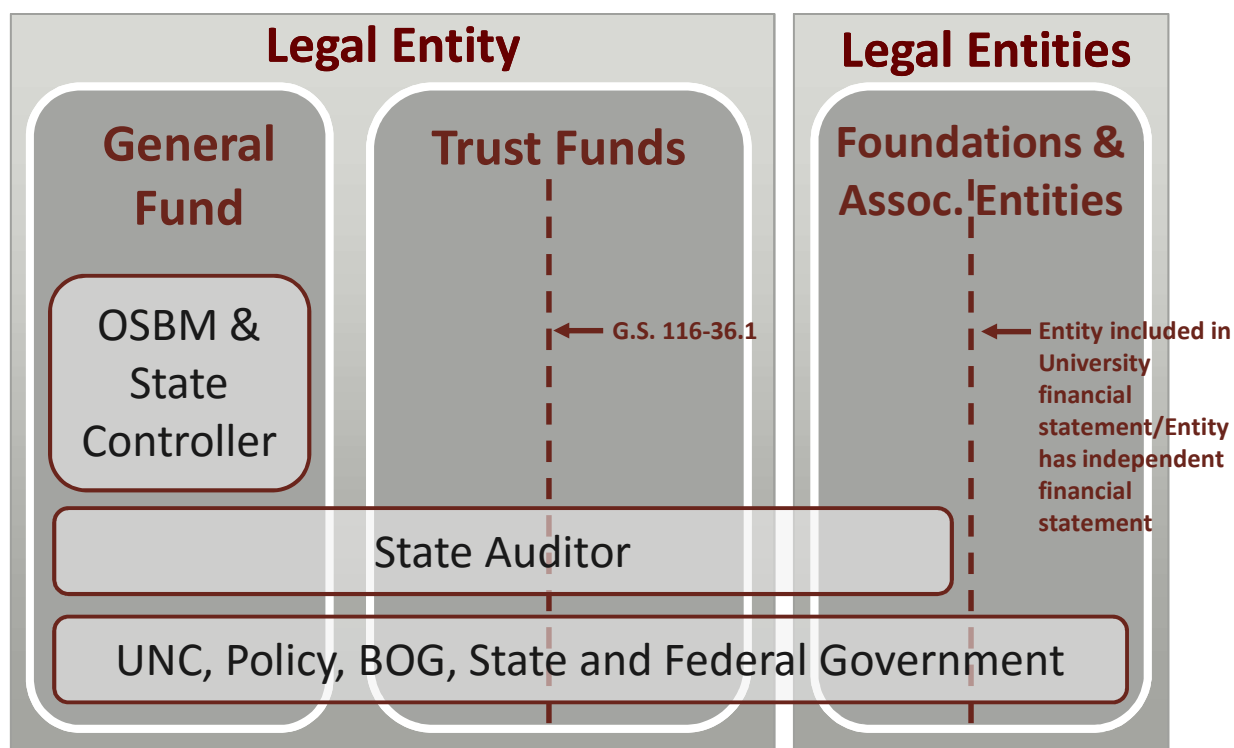 Legal Entity
Legal Entities
General
Fund
Trust Funds
Foundations &
Assoc. Entities
OSBM &
State
Controller
G.S. 116-36.1
Entity included in
University
financial
statement/Entity
has independent
financial
statement
State Auditor
UNC, Policy, BOG, State and Federal Government